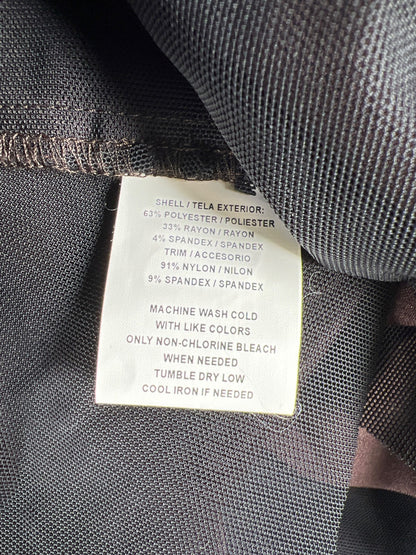 SHELL / TELA EXTERIOR:
63% POLYESTER / POLIESTER
33% RAYON / RAYON
4% SPANDEX / SPANDEX
TRIM / ACCESORIO
91% NYLON / NILON
9% SPANDEX / SPANDEX
MACHINE WASH COLD
WITH LIKE COLORS
ONLY NON-CHLORINE BLEACH
WHEN NEEDED
TUMBLE DRY LOW
COOL IRON IF NEEDED